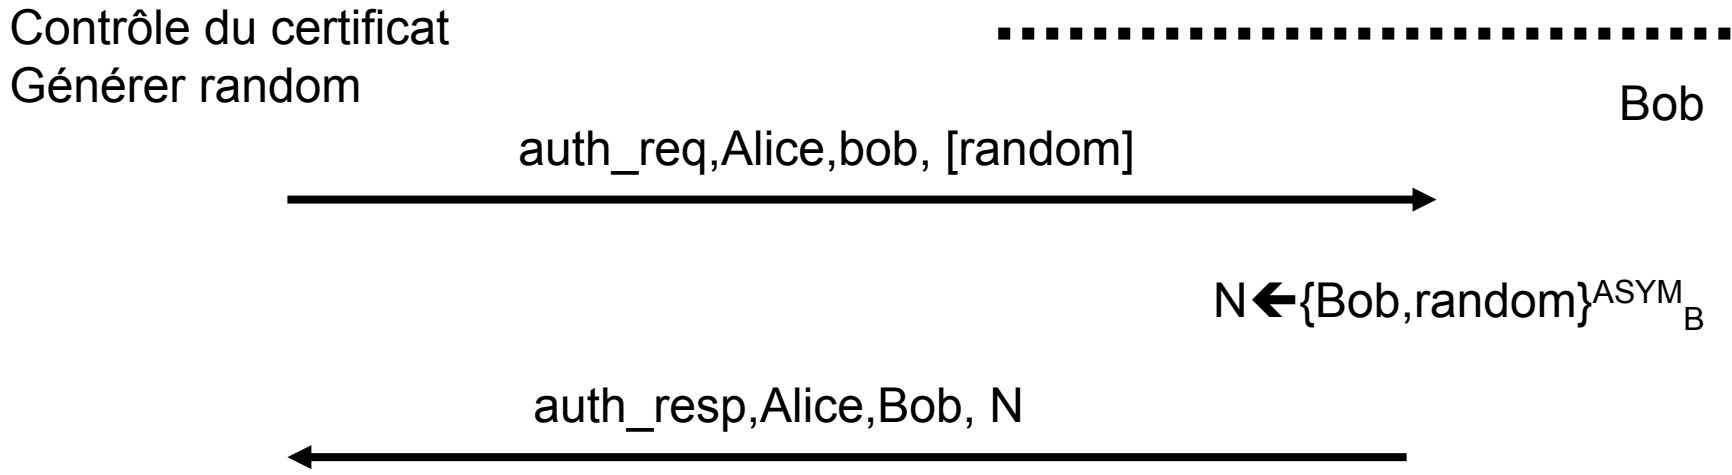 Contrôle du certificat
Générer random
Bob
auth_req,Alice,bob, [random]
N🡸{Bob,random}ᴬˢʸᴹB
auth_resp,Alice,Bob, N